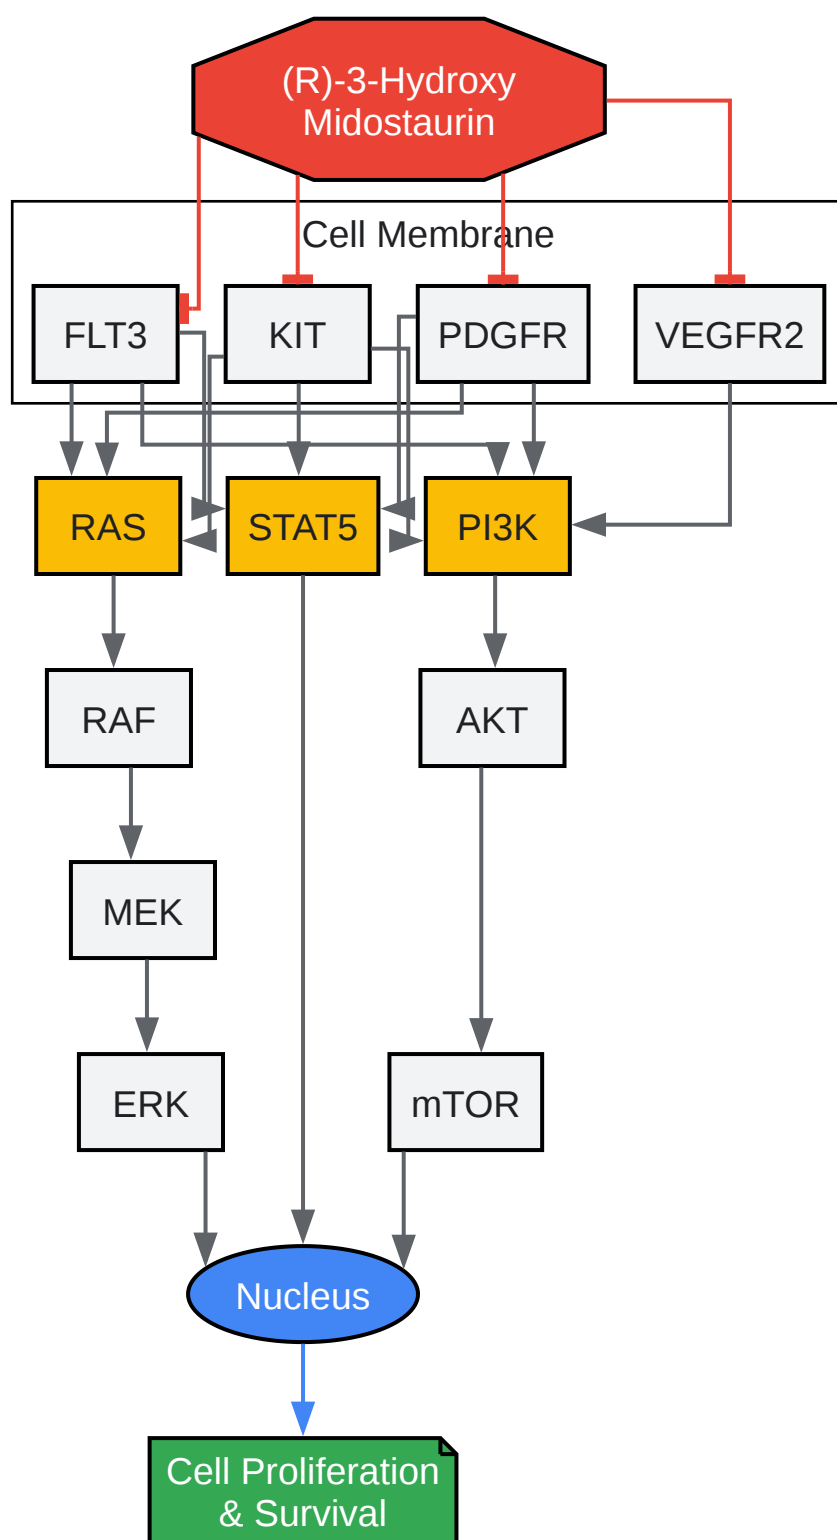 (R)-3-Hydroxy
Midostaurin
Cell Membrane
FLT3
KIT
PDGFR
VEGFR2
RAS
STAT5
PI3K
RAF
AKT
MEK
ERK
mTOR
Nucleus
Cell Proliferation
& Survival